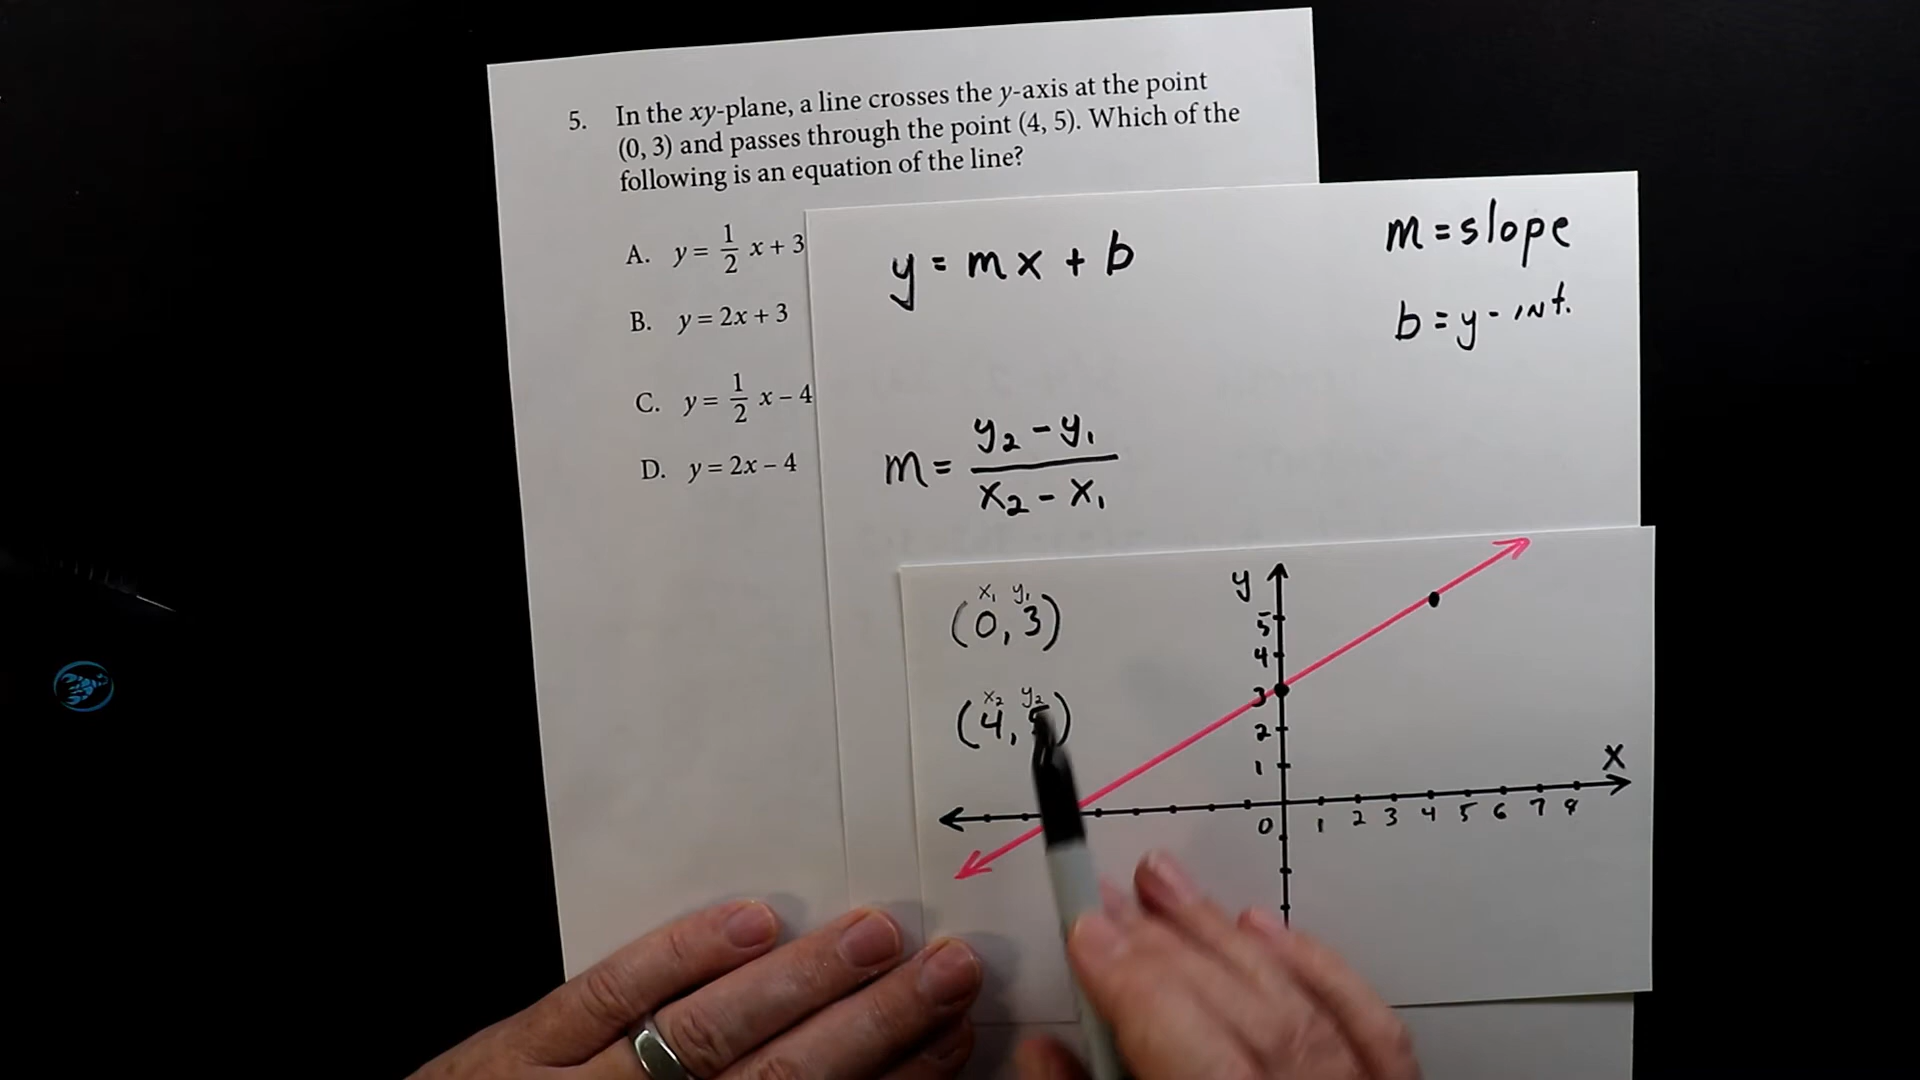 5. In the xy-plane, a line crosses the y-axis at the point
(0, 3) and passes through the point (4, 5). Which of the
following is an equation of the line?
A. y = 1/2 x + 3
B. y = 2x + 3
C. y = 1/2 x – 4
D. y = 2x – 4
y = mx + b
m = slope
b = y-int.
m = y₂ - y₁ / x₂ - x₁
x₁ y₁
(0, 3)
x₂ y₂
(4, 5)
y
5
4
3
2
1
x
0 1 2 3 4 5 6 7 8